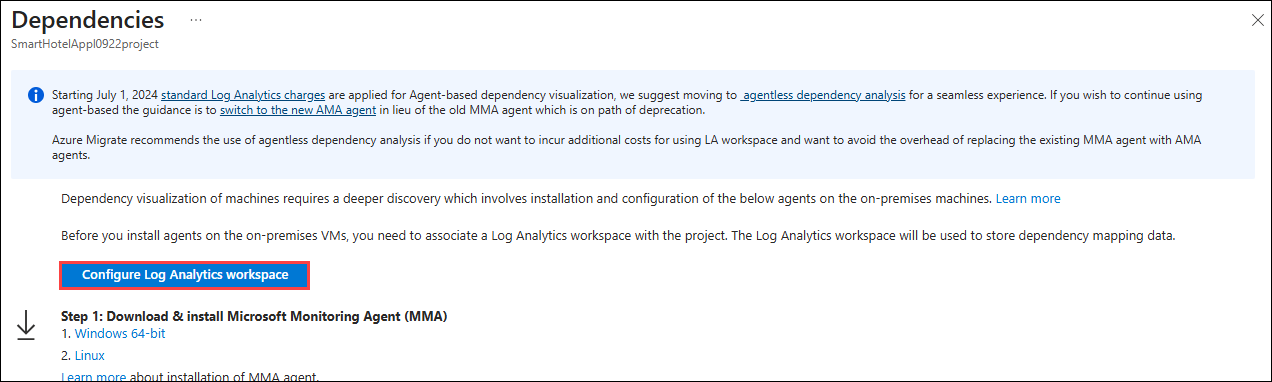 Dependencies ...
SmartHotelAppl0922project
Starting July 1, 2024 standard Log Analytics charges are applied for Agent-based dependency visualization, we suggest moving to agentless dependency analysis for a seamless experience. If you wish to continue using
agent-based the guidance is to switch to the new AMA agent in lieu of the old MMA agent which is on path of deprecation.
Azure Migrate recommends the use of agentless dependency analysis if you do not want to incur additional costs for using LA workspace and want to avoid the overhead of replacing the existing MMA agent with AMA
agents.
Dependency visualization of machines requires a deeper discovery which involves installation and configuration of the below agents on the on-premises machines. Learn more
Before you install agents on the on-premises VMs, you need to associate a Log Analytics workspace with the project. The Log Analytics workspace will be used to store dependency mapping data.
Configure Log Analytics workspace
Step 1: Download & install Microsoft Monitoring Agent (MMA)
1. Windows 64-bit
2. Linux
Learn more about installation of MMA agent.